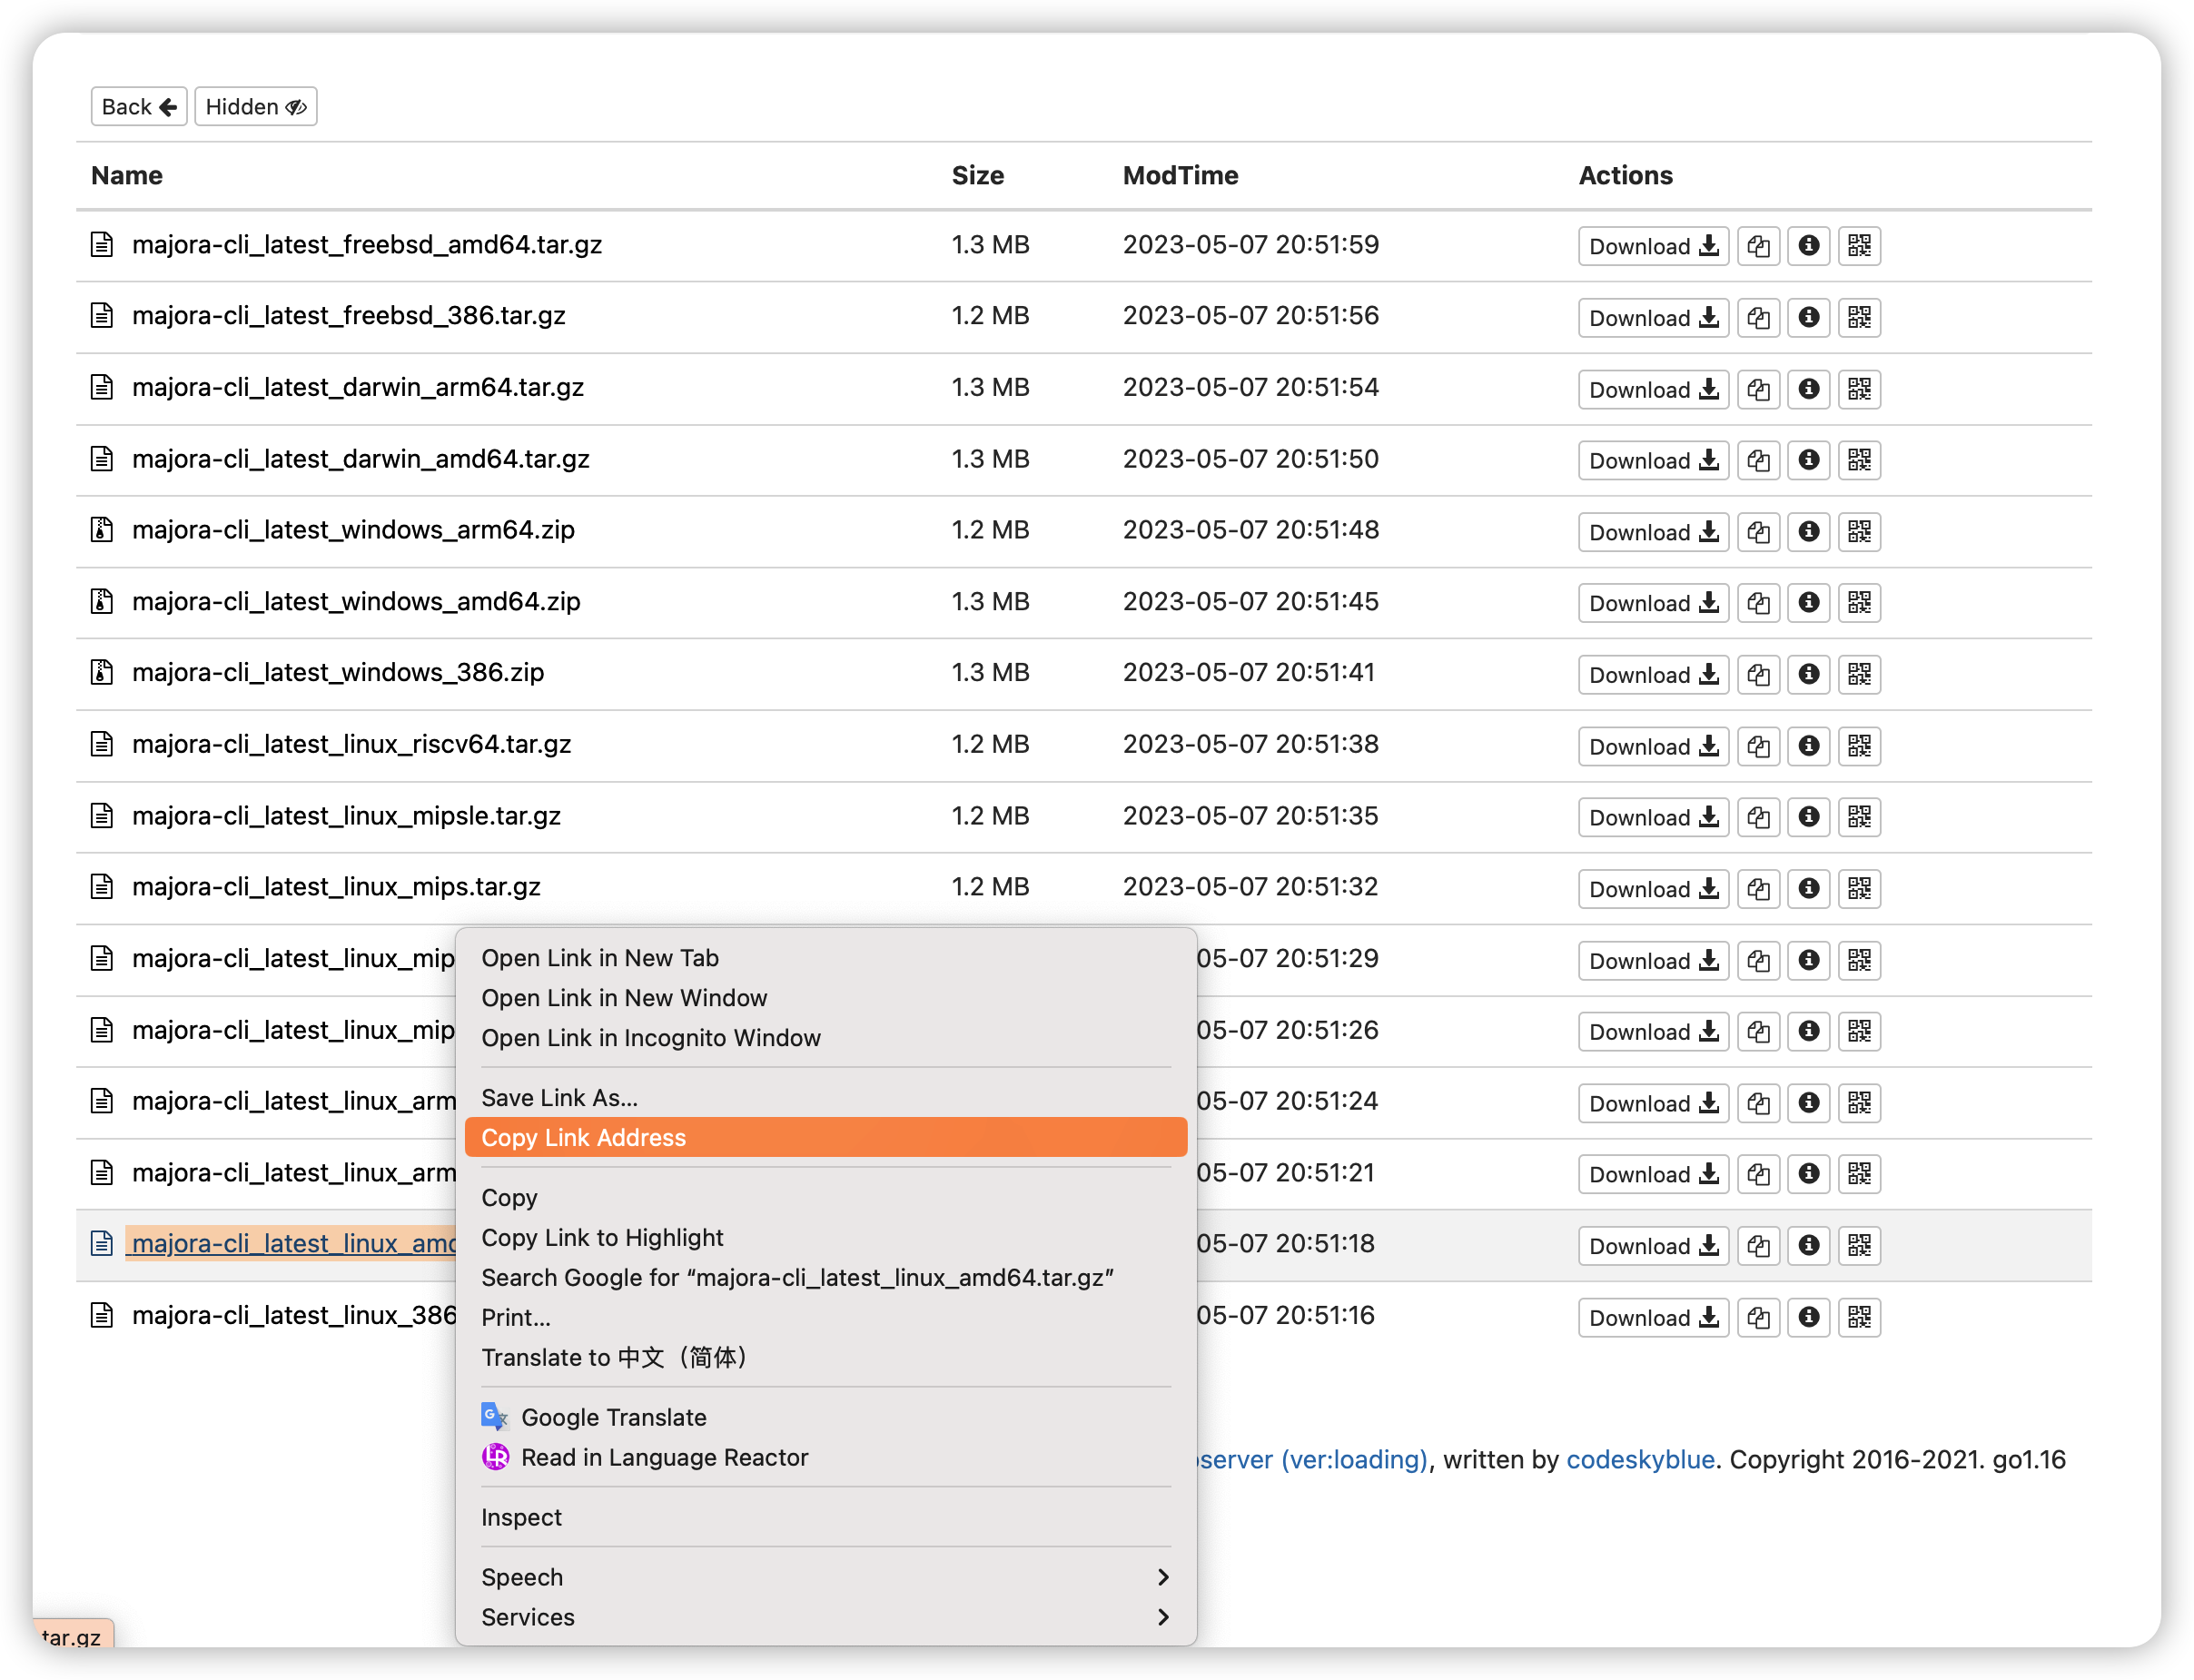 Back Hidden
Name Size ModTime Actions
majora-cli_latest_freebsd_amd64.tar.gz 1.3 MB 2023-05-07 20:51:59 Download
majora-cli_latest_freebsd_386.tar.gz 1.2 MB 2023-05-07 20:51:56 Download
majora-cli_latest_darwin_arm64.tar.gz 1.3 MB 2023-05-07 20:51:54 Download
majora-cli_latest_darwin_amd64.tar.gz 1.3 MB 2023-05-07 20:51:50 Download
majora-cli_latest_windows_arm64.zip 1.2 MB 2023-05-07 20:51:48 Download
majora-cli_latest_windows_amd64.zip 1.3 MB 2023-05-07 20:51:45 Download
majora-cli_latest_windows_386.zip 1.3 MB 2023-05-07 20:51:41 Download
majora-cli_latest_linux_riscv64.tar.gz 1.2 MB 2023-05-07 20:51:38 Download
majora-cli_latest_linux_mipsle.tar.gz 1.2 MB 2023-05-07 20:51:35 Download
majora-cli_latest_linux_mips.tar.gz 1.2 MB 2023-05-07 20:51:32 Download
majora-cli_latest_linux_mip 05-07 20:51:29 Download
majora-cli_latest_linux_mip 05-07 20:51:26 Download
majora-cli_latest_linux_arm 05-07 20:51:24 Download
majora-cli_latest_linux_arm 05-07 20:51:21 Download
majora-cli_latest_linux_amd 05-07 20:51:18 Download
majora-cli_latest_linux_386 05-07 20:51:16 Download
Open Link in New Tab
Open Link in New Window
Open Link in Incognito Window
Save Link As...
Copy Link Address
Copy
Copy Link to Highlight
Search Google for “majora-cli_latest_linux_amd64.tar.gz”
Print...
Translate to 中文（简体）
Google Translate
Read in Language Reactor
Inspect
Speech
Services
server (ver:loading), written by codeskyblue. Copyright 2016-2021. go1.16
tar.gz